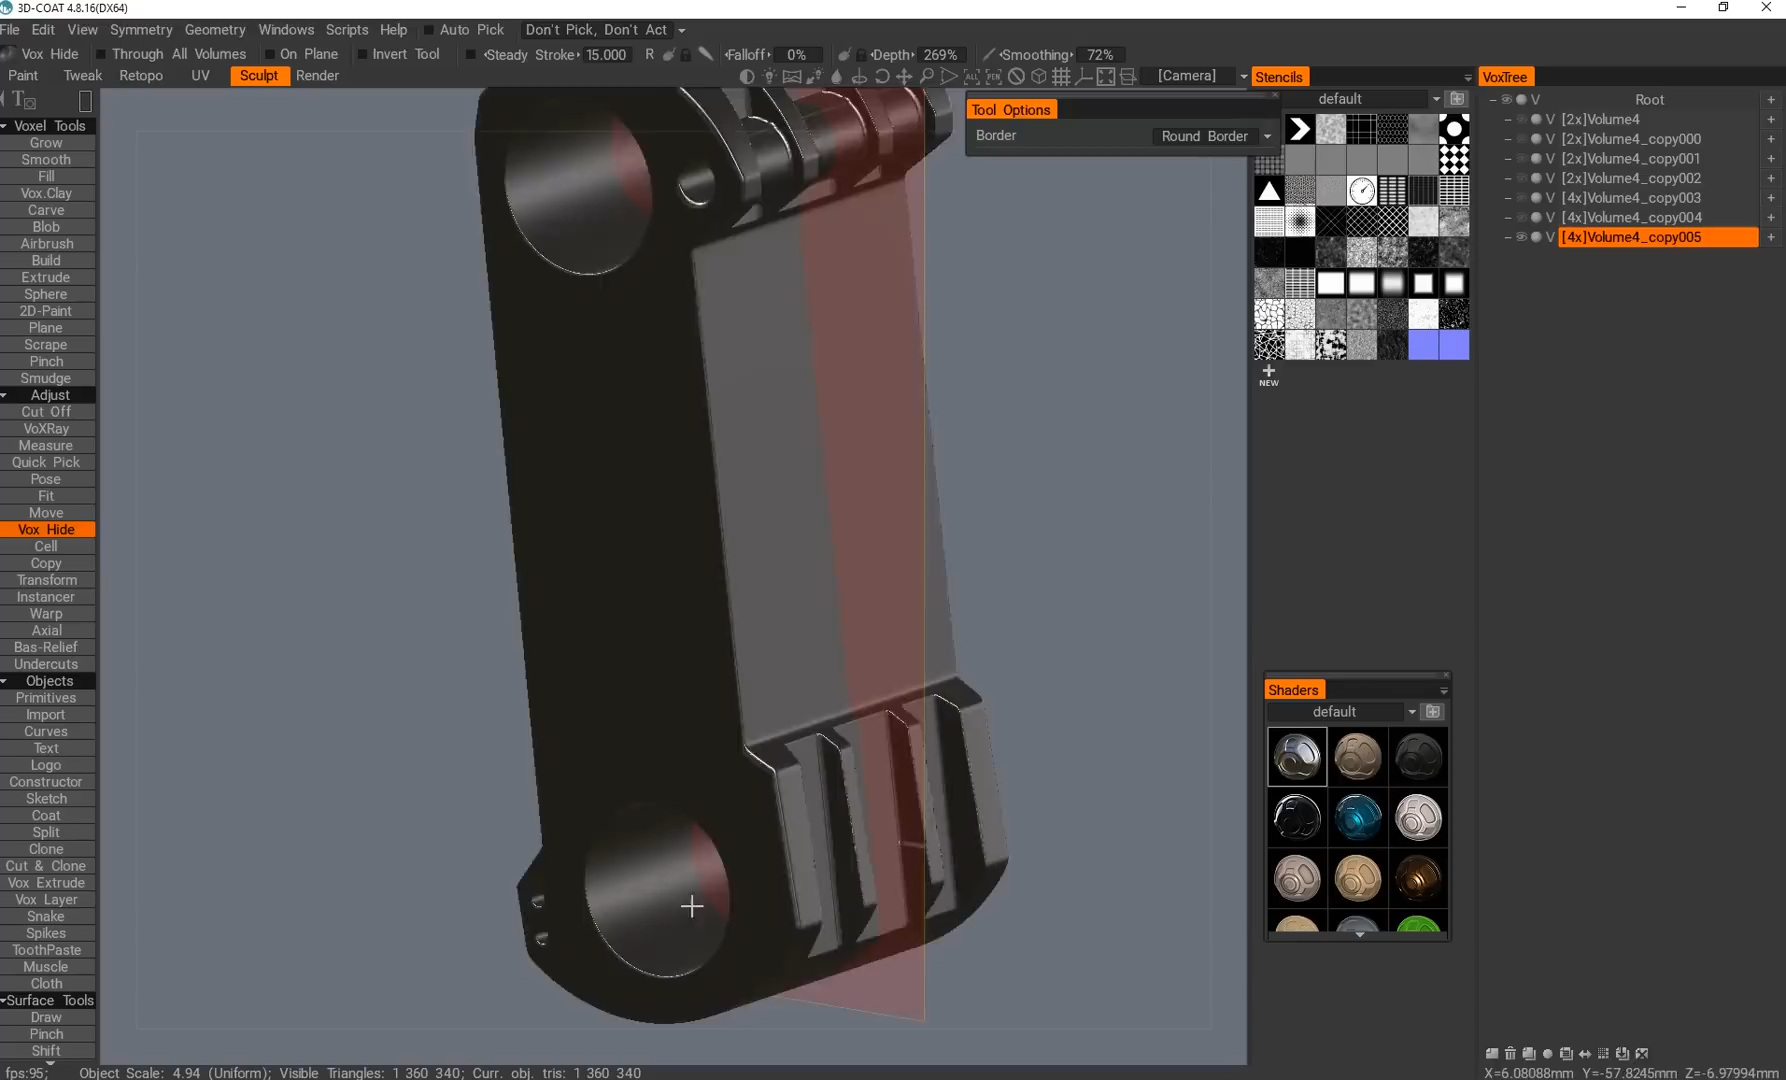 3D-COAT 4.8.16(DX64)
File Edit View Symmetry Geometry Windows Scripts Help Auto Pick Don't Pick, Don't Act
Vox Hide Through All Volumes On Plane Invert Tool Steady Stroke 15.000 R Falloff 0% Depth 269% Smoothing 72%
Paint Tweak Retopo UV Sculpt Render [Camera] Stencils VoxTree
Tool Options
Border Round Border
default
NEW
V Root
V [2x]Volume4
V [2x]Volume4_copy000
V [2x]Volume4_copy001
V [2x]Volume4_copy002
V [4x]Volume4_copy003
V [4x]Volume4_copy004
V [4x]Volume4_copy005
Voxel Tools
Grow
Smooth
Fill
Vox.Clay
Carve
Blob
Airbrush
Build
Extrude
Sphere
2D-Paint
Plane
Scrape
Pinch
Smudge
Adjust
Cut Off
VoXRay
Measure
Quick Pick
Pose
Fit
Move
Vox Hide
Cell
Copy
Transform
Instancer
Warp
Axial
Bas-Relief
Undercuts
Objects
Primitives
Import
Curves
Text
Logo
Constructor
Sketch
Coat
Split
Clone
Cut & Clone
Vox Extrude
Vox Layer
Snake
Spikes
ToothPaste
Muscle
Cloth
Surface Tools
Draw
Pinch
Shift
Shaders
default
fps:95; Object Scale: 4.94 (Uniform); Visible Triangles: 1 360 340; Curr. obj. tris: 1 360 340
X=6.08088mm Y=-57.8245mm Z=-6.97994mm